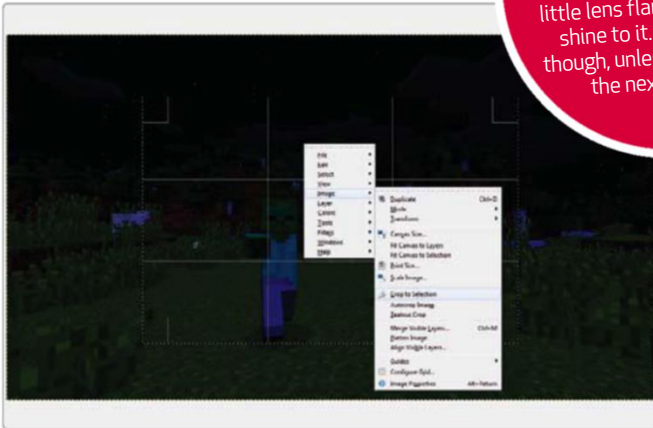 little lens fla
shine to it.
though, unle
the nex
File
Edit
Select
View
Image
Layer
Colors
Tools
Filters
Windows
Help
Duplicate Ctrl+D
Mode
Transform
Canvas Size...
Fit Canvas to Layers
Fit Canvas to Selection
Print Size...
Scale Image...
Crop to Selection
Autocrop Image
Zealous Crop
Merge Visible Layers... Ctrl+M
Flatten Image
Align Visible Layers...
Guides
Configure Grid...
Image Properties Alt+Return